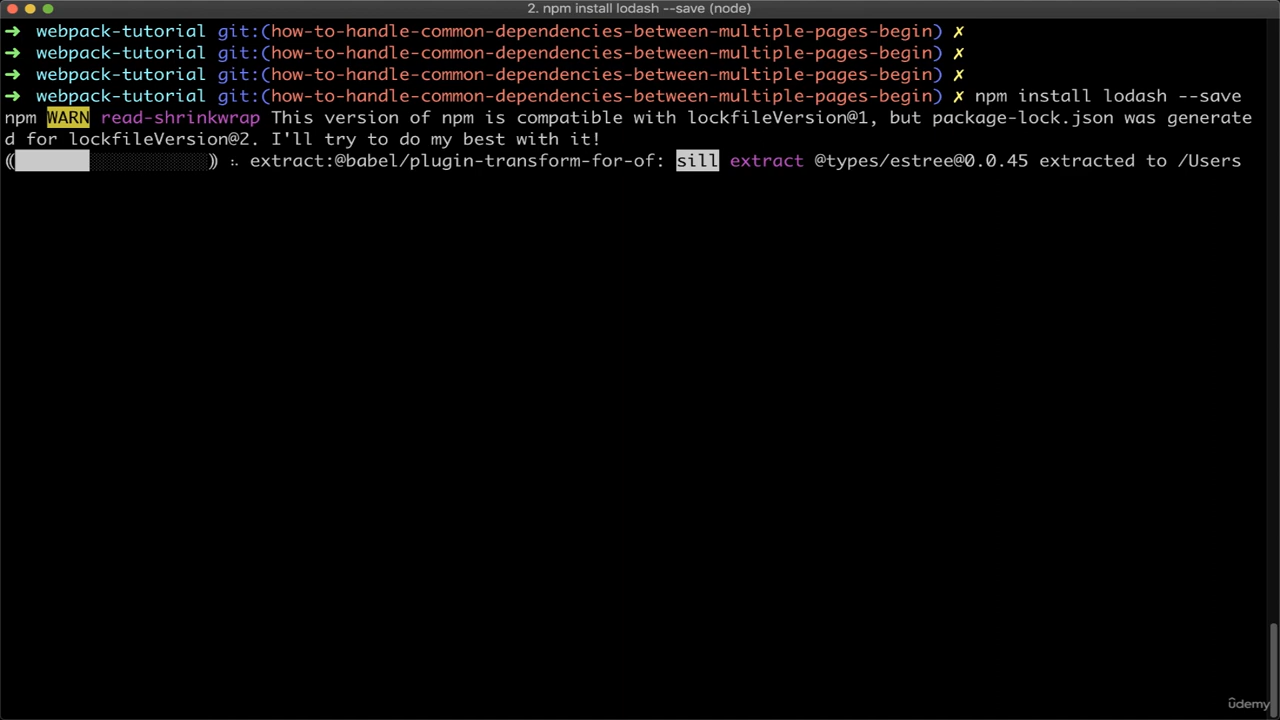 2. npm install lodash --save (node)
➜ webpack-tutorial git:(how-to-handle-common-dependencies-between-multiple-pages-begin) ✗
➜ webpack-tutorial git:(how-to-handle-common-dependencies-between-multiple-pages-begin) ✗
➜ webpack-tutorial git:(how-to-handle-common-dependencies-between-multiple-pages-begin) ✗
➜ webpack-tutorial git:(how-to-handle-common-dependencies-between-multiple-pages-begin) ✗ npm install lodash --save
npm WARN read-shrinkwrap This version of npm is compatible with lockfileVersion@1, but package-lock.json was generate
d for lockfileVersion@2. I'll try to do my best with it!
extract:@babel/plugin-transform-for-of: sill extract @types/estree@0.0.45 extracted to /Users
ûdemy